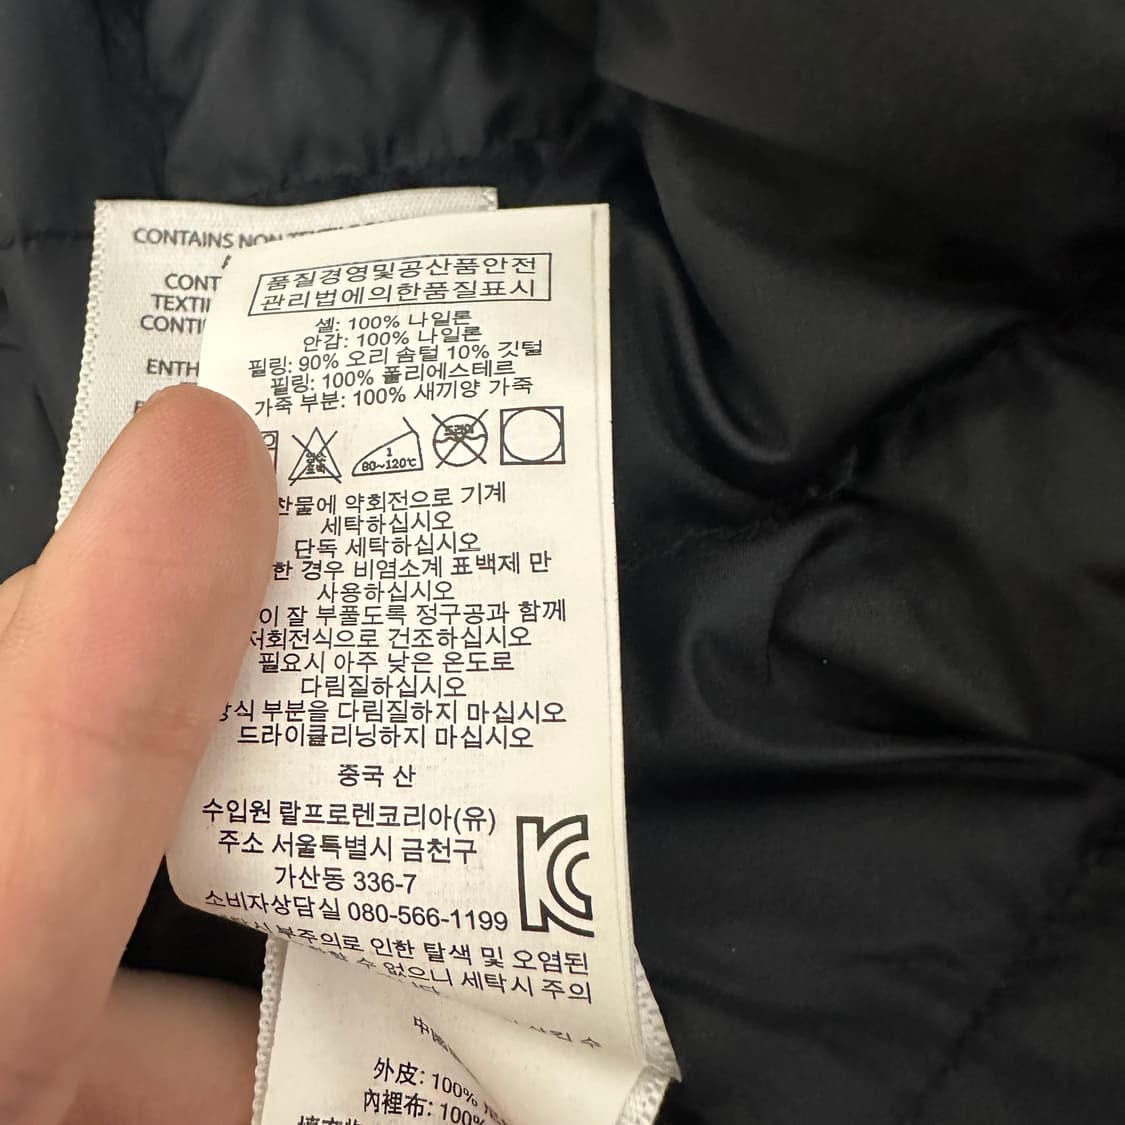 CONTAINS NON
CONT
TEXTI
CONTI
ENTH
품질경영및공산품안전
관리법에의한품질표시
셸: 100% 나일론
안감: 100% 나일론
필링: 90% 오리 솜털 10% 깃털
필링: 100% 폴리에스테르
가죽 부분: 100% 새끼양 가죽
염소
표백
1
80~120℃
드라이
찬물에 약회전으로 기계
세탁하십시오
단독 세탁하십시오
한 경우 비염소계 표백제 만
사용하십시오
이 잘 부풀도록 정구공과 함께
저회전식으로 건조하십시오
필요시 아주 낮은 온도로
다림질하십시오
장식 부분을 다림질하지 마십시오
드라이클리닝하지 마십시오
중국 산
수입원 랄프로렌코리아(유)
주소 서울특별시 금천구
가산동 336-7
소비자상담실 080-566-1199
부주의로 인한 탈색 및 오염된
수 없으니 세탁시 주의
外皮: 100%
內裡布: 100%